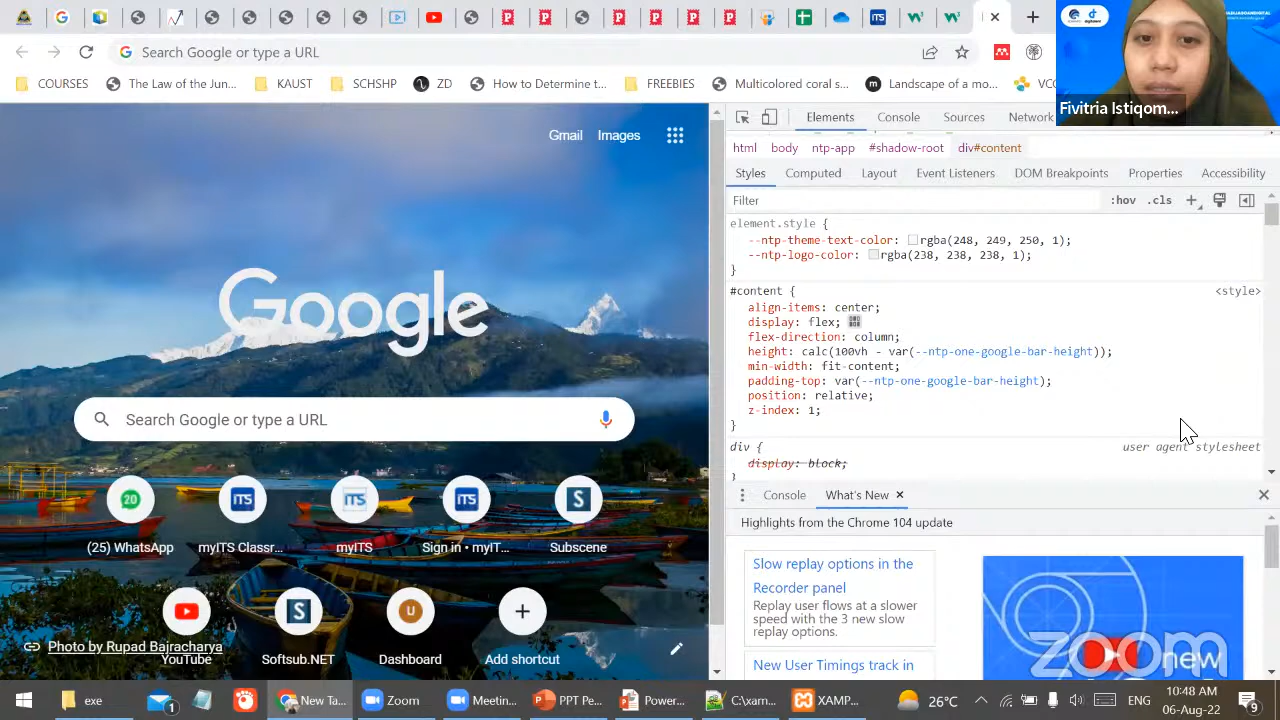 Search Google or type a URL
COURSES
The Law of the Jun...
KAUST
SCHSHP
ZD
How to Determine t...
FREEBIES
Multicolored coral s...
Landscape of a mo...
Fivitria Istiqom...
Gmail
Images
Google
Search Google or type a URL
20
ITS
ITS
ITS
S
(25) WhatsApp
myITS Classr...
myITS
Sign in • myIT...
Subscene
S
U
YouTube
Softsub.NET
Dashboard
Add shortcut
Photo by Rupad Bajracharya
Elements
Console
Sources
Network
html
body
ntp-app
#shadow-root
div#content
Styles
Computed
Layout
Event Listeners
DOM Breakpoints
Properties
Accessibility
Filter
:hov
.cls
element.style {
--ntp-theme-text-color: rgba(248, 249, 250, 1);
--ntp-logo-color: rgba(238, 238, 238, 1);
}
#content {
<style>
align-items: center;
display: flex;
flex-direction: column;
height: calc(100vh - var(--ntp-one-google-bar-height));
min-width: fit-content;
padding-top: var(--ntp-one-google-bar-height);
position: relative;
z-index: 1;
}
div {
user agent stylesheet
display: block;
Console
What's New
Highlights from the Chrome 104 update
Slow replay options in the
Recorder panel
Replay user flows at a slower
speed with the 3 new slow
replay options.
New User Timings track in
new
zoom
exe
1
New Ta...
Zoom
Meetin...
PPT Pe...
Power...
C:\xam...
XAMP...
26°C
ENG
10:48 AM
06-Aug-22
9